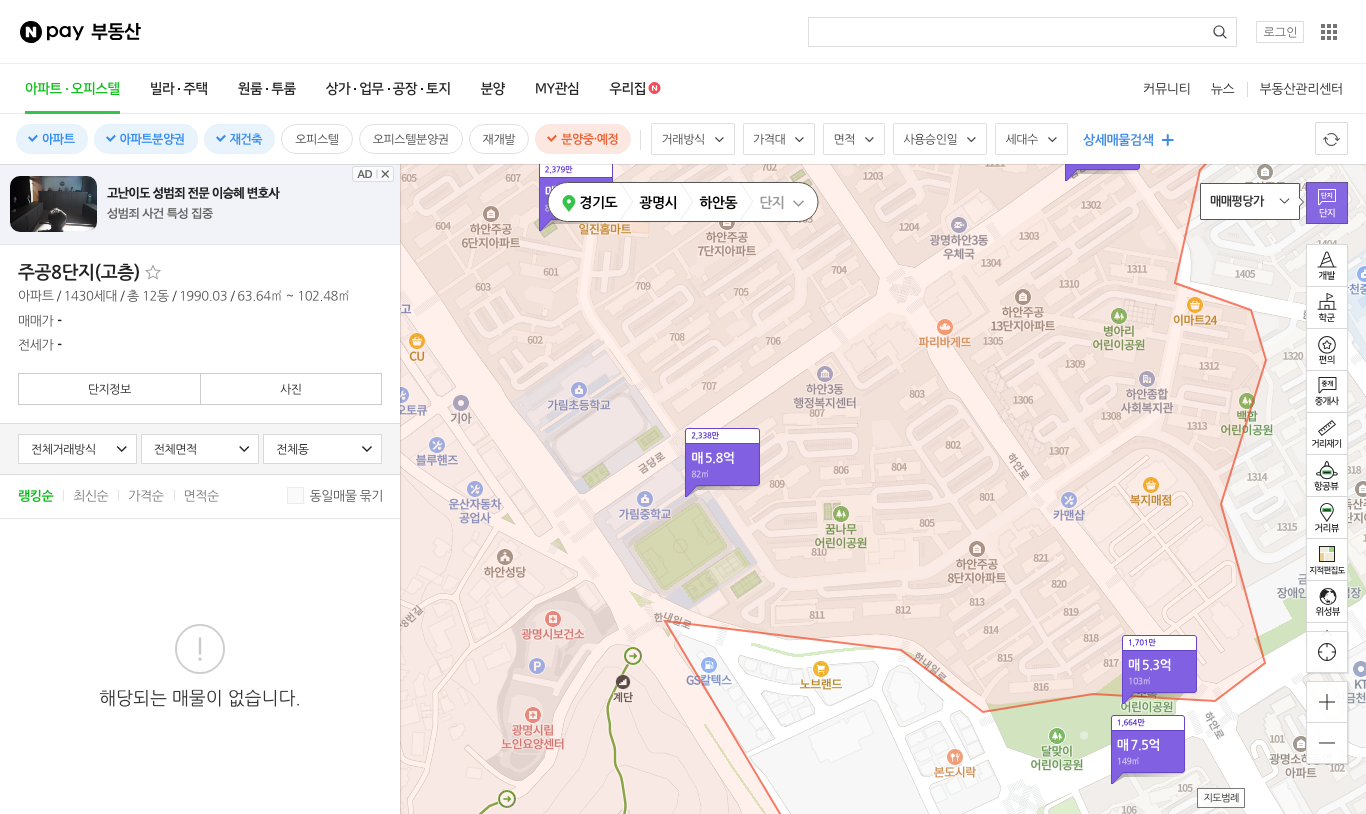 N pay 부동산
로그인
아파트·오피스텔 빌라·주택 원룸·투룸 상가·업무·공장·토지 분양 MY관심 우리집 N
커뮤니티 뉴스 부동산관리센터
아파트 아파트분양권 재건축 오피스텔 오피스텔분양권 재개발 분양중·예정
거래방식 가격대 면적 사용승인일 세대수 상세매물검색
AD
고난이도 성범죄 전문 이승혜 변호사
성범죄 사건 특성 집중
주공8단지(고층)
아파트 / 1430세대 / 총 12동 / 1990.03 / 63.64㎡ ~ 102.48㎡
매매가 -
전세가 -
단지정보 사진
전체거래방식 전체면적 전체동
랭킹순 최신순 가격순 면적순 동일매물 묶기
해당되는 매물이 없습니다.
경기도 광명시 하안동 단지
매매평당가
단지
단지
개발
학군
편의
중개
중개사
거리재기
항공뷰
거리뷰
지적편집도
위성뷰
지도범례
2,379만
605
607
606
601
602
702
1205
1204
1203
1201
1202
1303
1302
1304
1311
1310
1404
1405
하안주공
6단지아파트
일진홈마트
하안주공
7단지아파트
광명하안3동
우체국
709
705
706
708
707
하안주공
13단지아파트
1305
병아리
어린이공원
이마트24
파리바게뜨
CU
1320
1309
1306
1308
1313
1314
1315
가림초등학교
하안3동
행정복지센터
807
803
802
하안종합
사회복지관
백합
어린이공원
오토큐
기아
블루핸즈
운산자동차
공업사
금당로
2,338만
매5.8억
82㎡
806
804
809
805
801
810
811
812
814
815
816
817
818
820
821
하안로
복지매점
카맨샵
가림중학교
꿈나무
어린이공원
하안주공
8단지아파트
하안성당
광명시보건소
P
계단
한내일로
한내일로
하안로
GS칼텍스
노브랜드
광명시립
노인요양센터
1,701만
매5.3억
103㎡
어린이공원
1,664만
매7.5억
149㎡
달맞이
어린이공원
본도시락
101
105
106
아파트